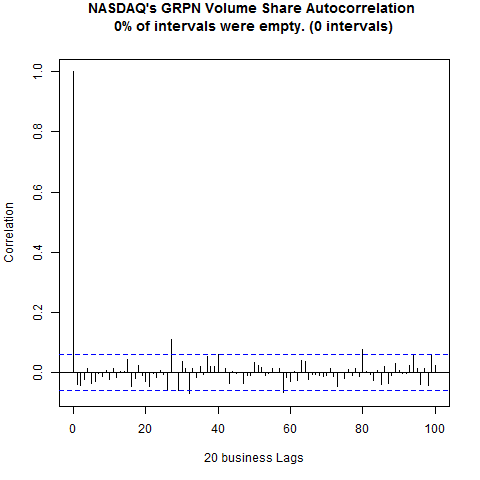 NASDAQ's GRPN Volume Share Autocorrelation
0% of intervals were empty. (0 intervals)
Correlation
1.0
0.8
0.6
0.4
0.2
0.0
0 20 40 60 80 100
20 business Lags